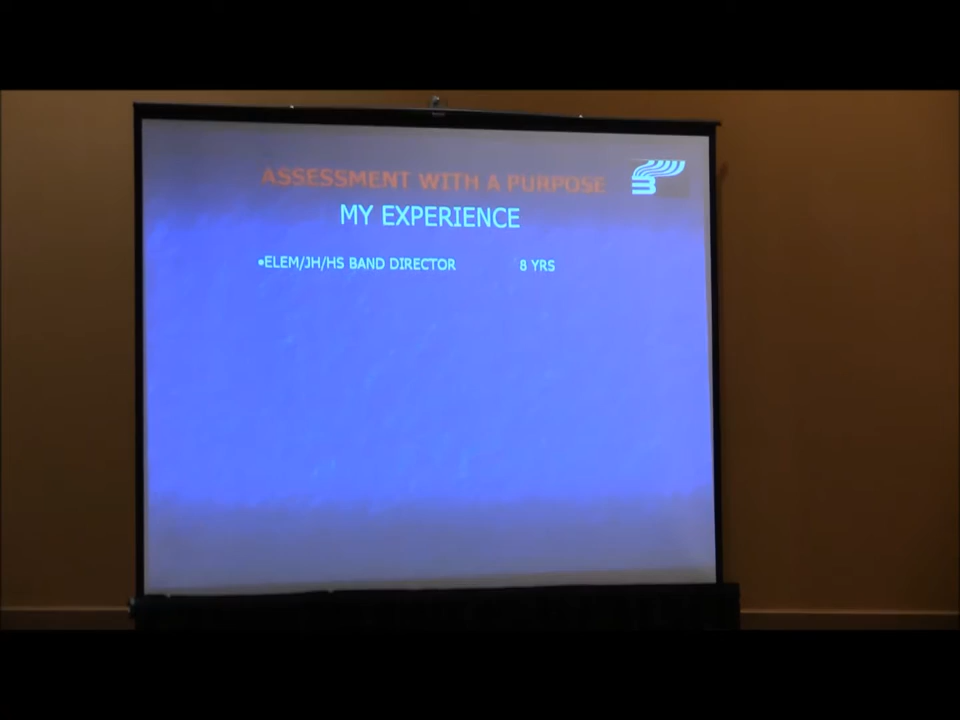 ASSESSMENT WITH A PURPOSE
MY EXPERIENCE
•ELEM/JH/HS BAND DIRECTOR 8 YRS